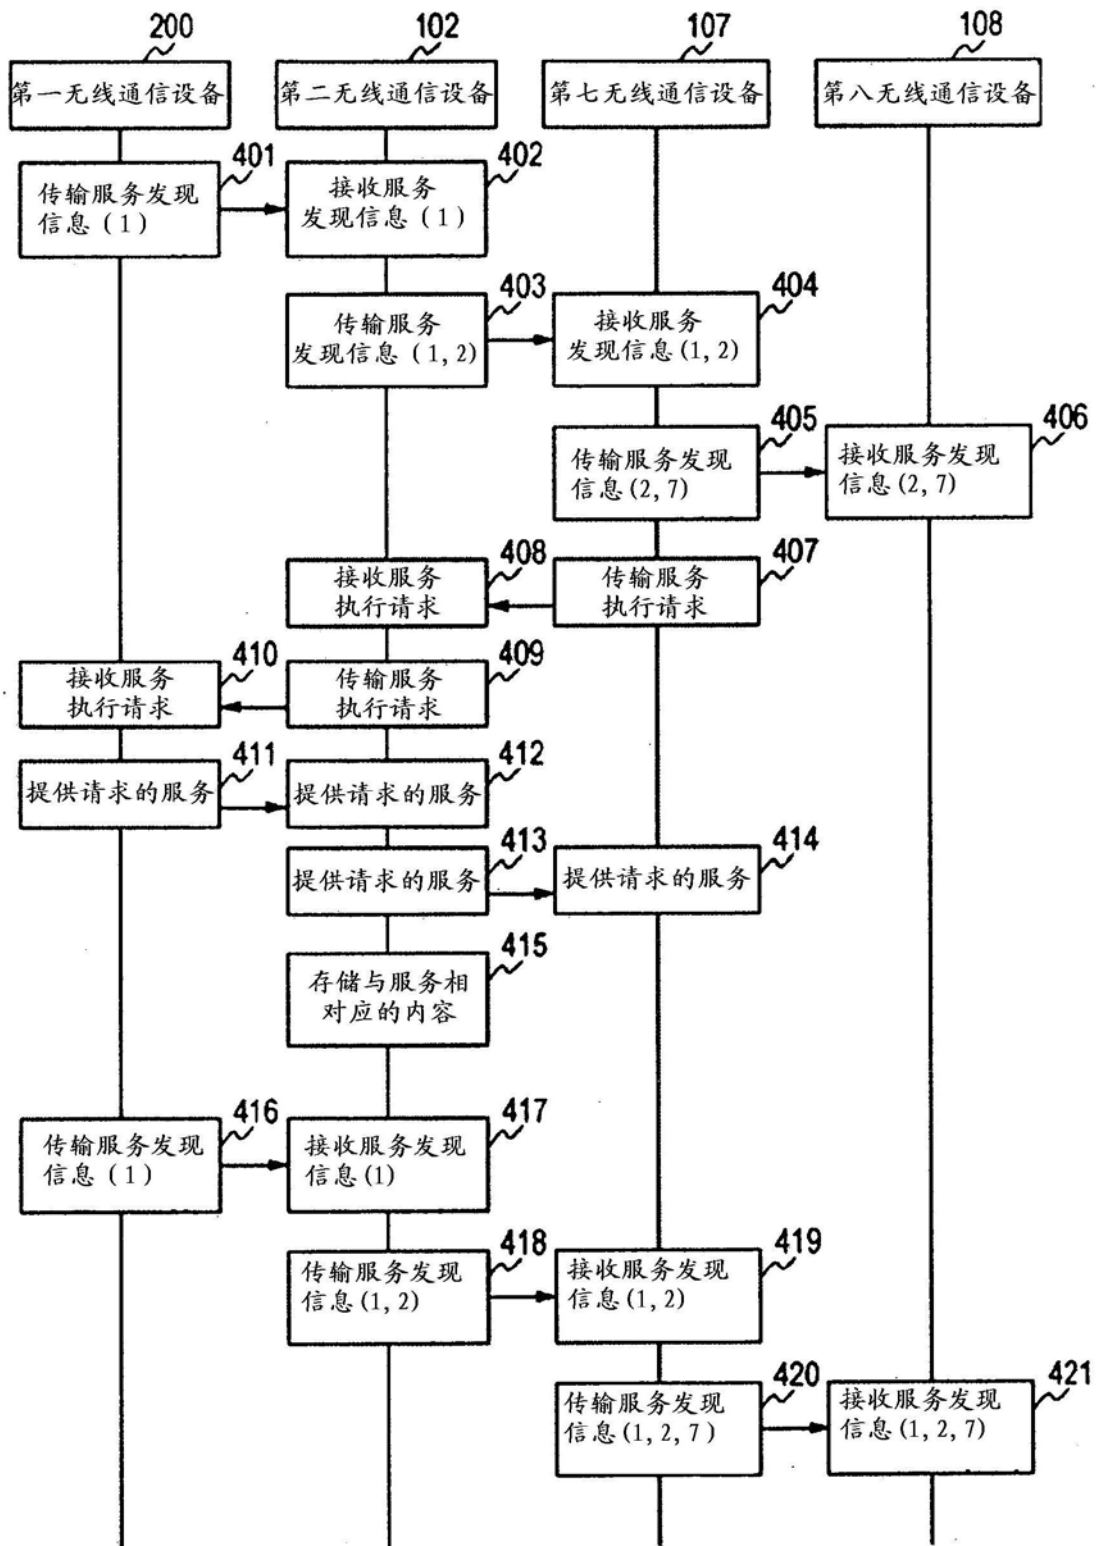 200
102
107
108
第一无线通信设备
第二无线通信设备
第七无线通信设备
第八无线通信设备
401
传输服务发现
信息(1)
402
接收服务
发现信息(1)
403
传输服务
发现信息(1,2)
404
接收服务
发现信息(1,2)
405
传输服务发现
信息(2,7)
406
接收服务发现
信息(2,7)
408
接收服务
执行请求
407
传输服务
执行请求
410
接收服务
执行请求
409
传输服务
执行请求
411
提供请求的服务
412
提供请求的服务
413
提供请求的服务
414
提供请求的服务
415
存储与服务相
对应的内容
416
传输服务发现
信息(1)
417
接收服务发现
信息(1)
418
传输服务发现
信息(1,2)
419
接收服务发现
信息(1,2)
420
传输服务发现
信息(1,2,7)
421
接收服务发现
信息(1,2,7)